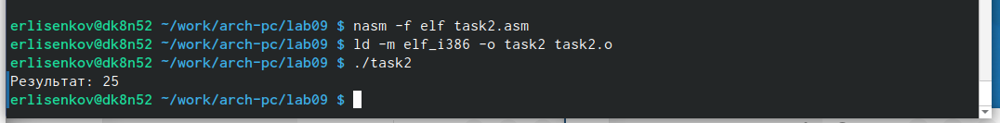 erlisenkov@dk8n52 ~/work/arch-pc/lab09 $ nasm -f elf task2.asm
erlisenkov@dk8n52 ~/work/arch-pc/lab09 $ ld -m elf_i386 -o task2 task2.o
erlisenkov@dk8n52 ~/work/arch-pc/lab09 $ ./task2
Результат: 25
erlisenkov@dk8n52 ~/work/arch-pc/lab09 $